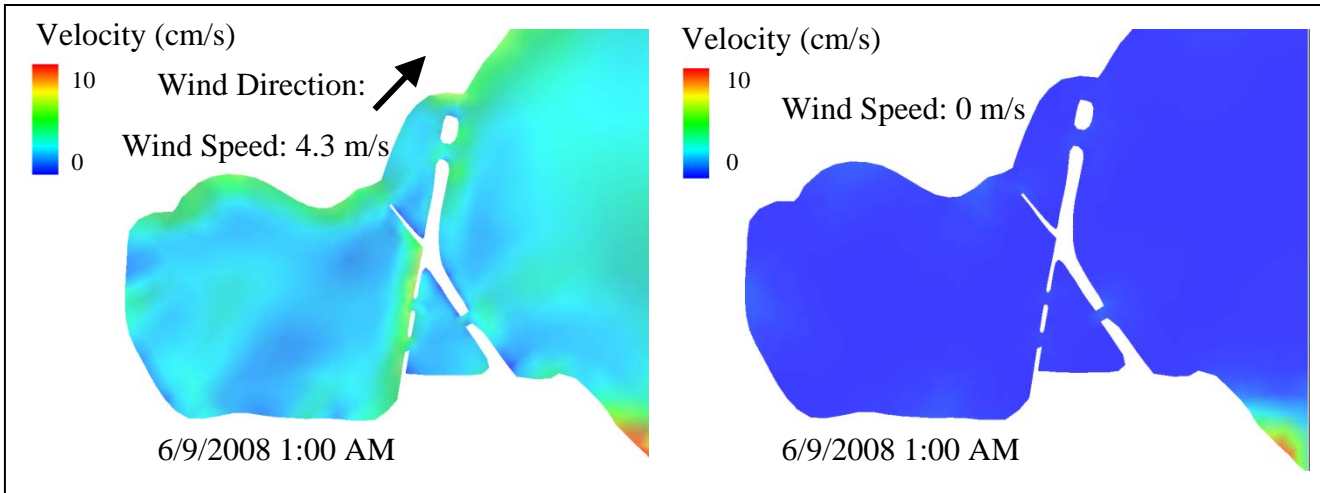 Velocity (cm/s)
10
0
Wind Direction:
Wind Speed: 4.3 m/s
6/9/2008 1:00 AM
Velocity (cm/s)
10
0
Wind Speed: 0 m/s
6/9/2008 1:00 AM